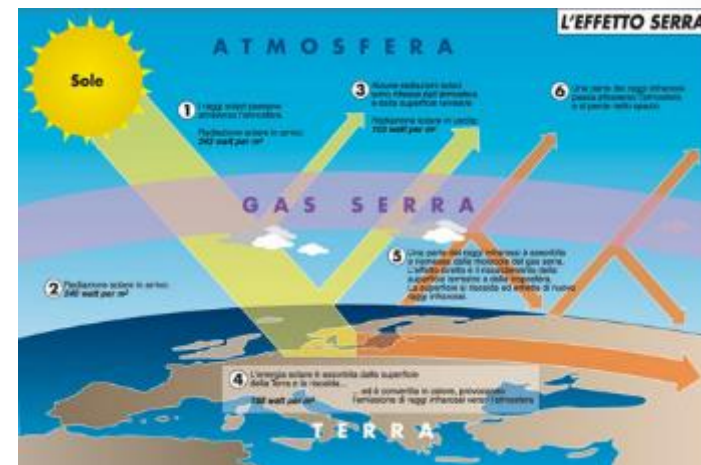 L'EFFETTO SERRA
ATMOSFERA
Sole
1 I raggi solari passano
attraverso l'atmosfera.
Radiazione solare in arrivo:
watt per m²
3 Alcune radiazioni solari
sono riflesse dall'atmosfera
e dalla superficie terrestre.
Radiazione solare in uscita:
103 watt per m²
6 Una parte dei raggi infrarossi
passa attraverso l'atmosfera
e si perde nello spazio
GAS SERRA
2 Radiazione solare in arrivo:
240 watt per m²
5 Una parte dei raggi infrarossi è assorbita
e riemessa dalle molecole dei gas serra.
L'effetto diretto è il riscaldamento della
superficie terrestre e della troposfera.
La superficie si riscalda ed emette di nuovo
raggi infrarossi.
4 L'energia solare è assorbita dalla superficie
della Terra e la riscalda...
168 watt per m²
... ed è convertita in calore, provocando
l'emissione di raggi infrarossi verso l'atmosfera
TERRA